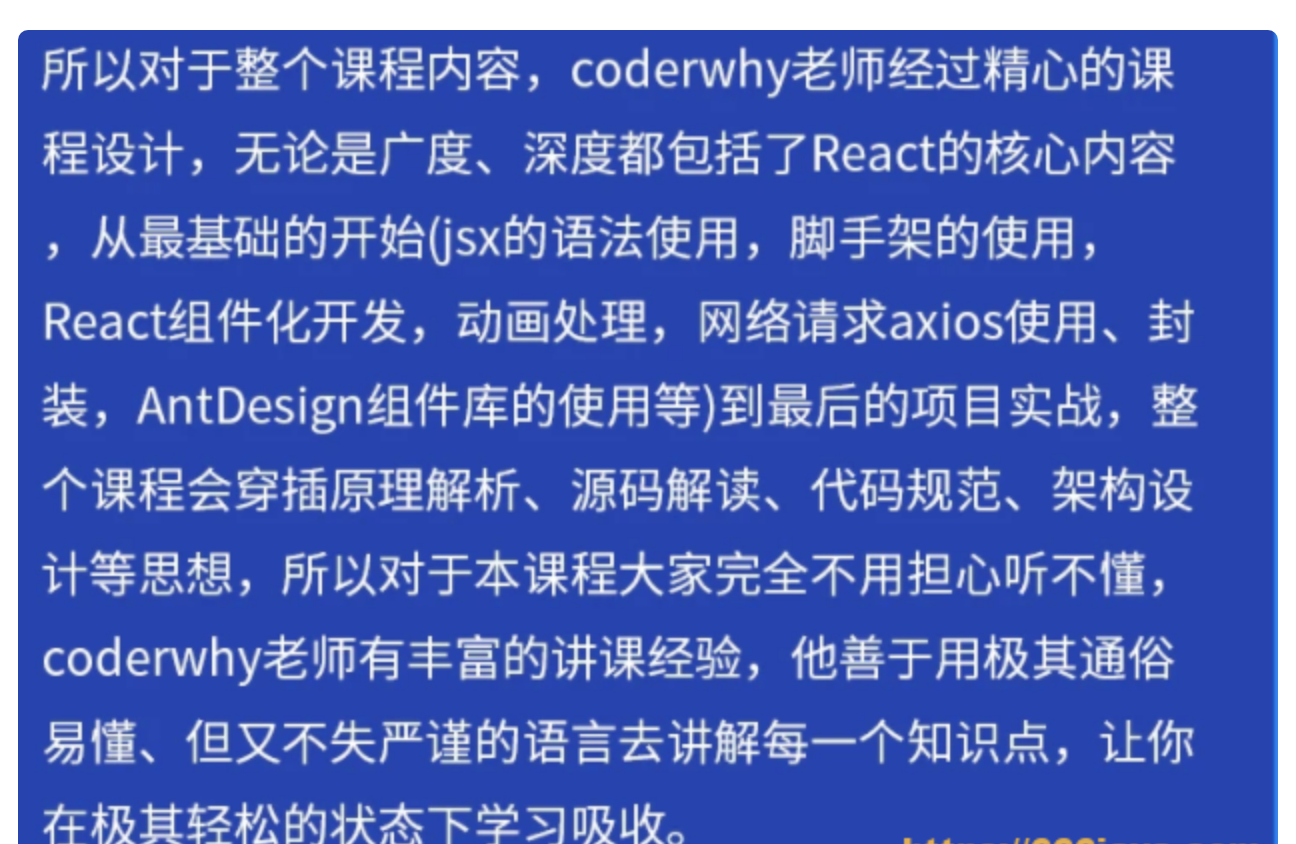 所以对于整个课程内容，coderwhy老师经过精心的课
程设计，无论是广度、深度都包括了React的核心内容
，从最基础的开始(jsx的语法使用，脚手架的使用，
React组件化开发，动画处理，网络请求axios使用、封
装，AntDesign组件库的使用等)到最后的项目实战，整
个课程会穿插原理解析、源码解读、代码规范、架构设
计等思想，所以对于本课程大家完全不用担心听不懂，
coderwhy老师有丰富的讲课经验，他善于用极其通俗
易懂、但又不失严谨的语言去讲解每一个知识点，让你
在极其轻松的状态下学习吸收。